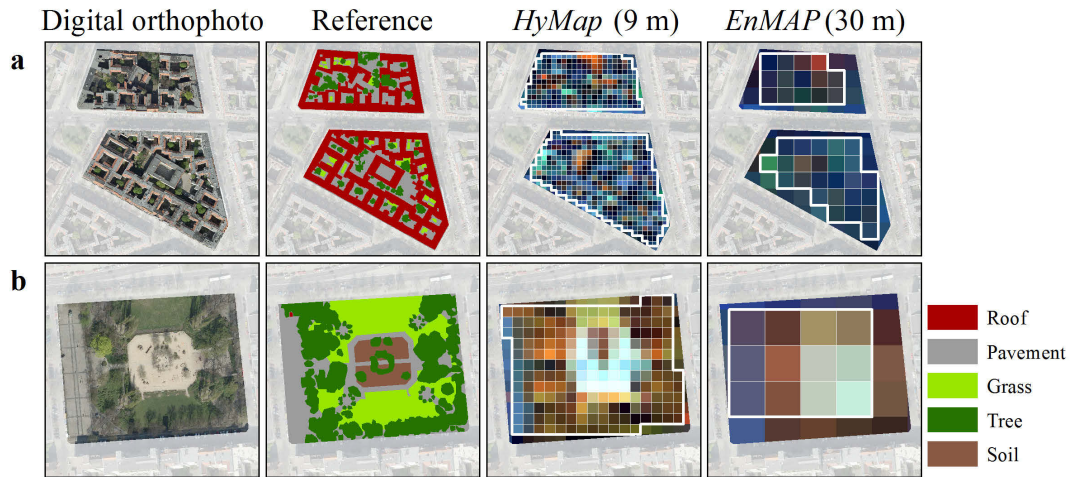 Digital orthophoto Reference HyMap (9 m) EnMAP (30 m)
a
b
Roof
Pavement
Grass
Tree
Soil